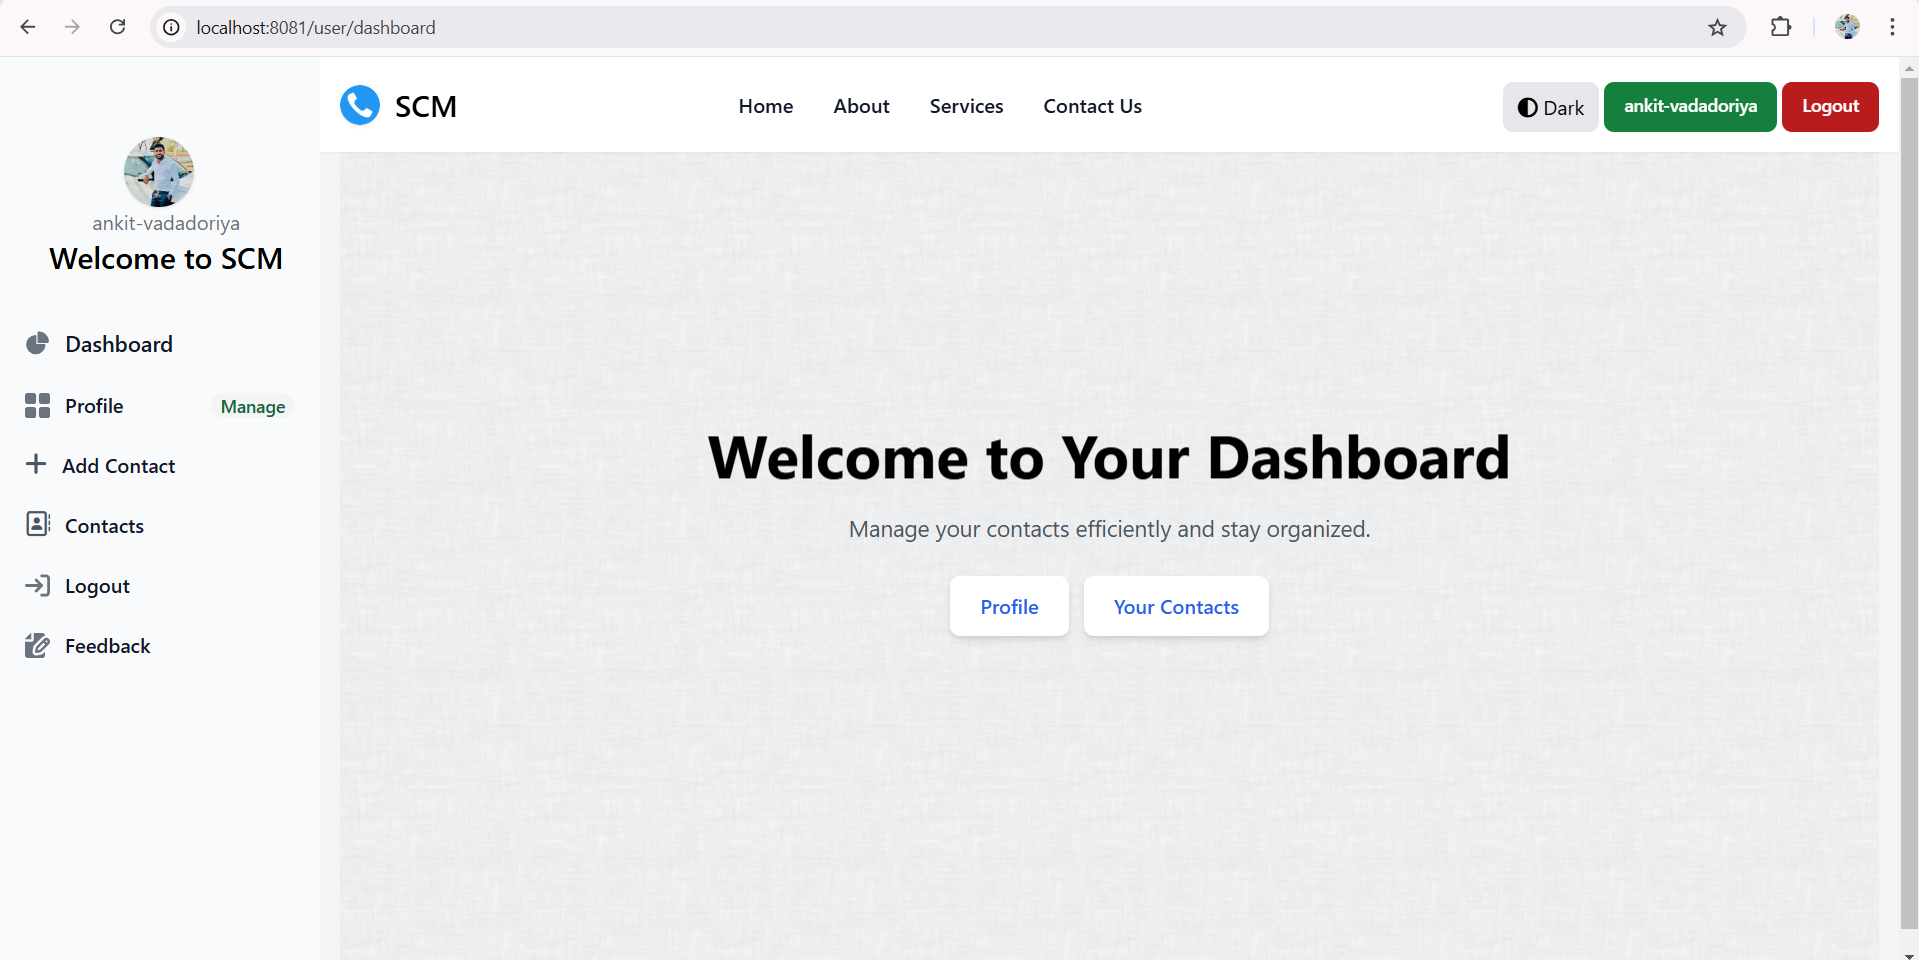 localhost:8081/user/dashboard
SCM
Home
About
Services
Contact Us
Dark
ankit-vadadoriya
Logout
ankit-vadadoriya
Welcome to SCM
Dashboard
Profile
Manage
Add Contact
Contacts
Logout
Feedback
Welcome to Your Dashboard
Manage your contacts efficiently and stay organized.
Profile
Your Contacts